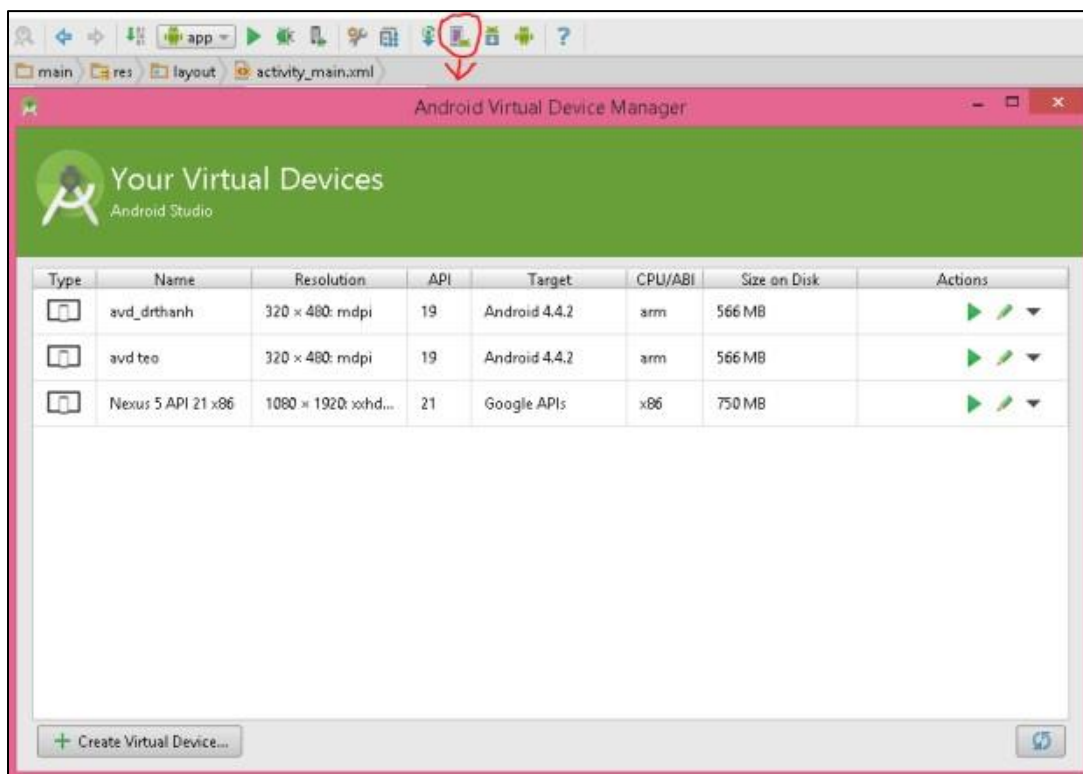 app
?
main res layout activity_main.xml
Android Virtual Device Manager
Your Virtual Devices
Android Studio
Type Name Resolution API Target CPU/ABI Size on Disk Actions
avd_drthanh 320 × 480: mdpi 19 Android 4.4.2 arm 566 MB
avd teo 320 × 480: mdpi 19 Android 4.4.2 arm 566 MB
Nexus 5 API 21 x86 1080 × 1920: xxhd... 21 Google APIs x86 750 MB
+ Create Virtual Device...